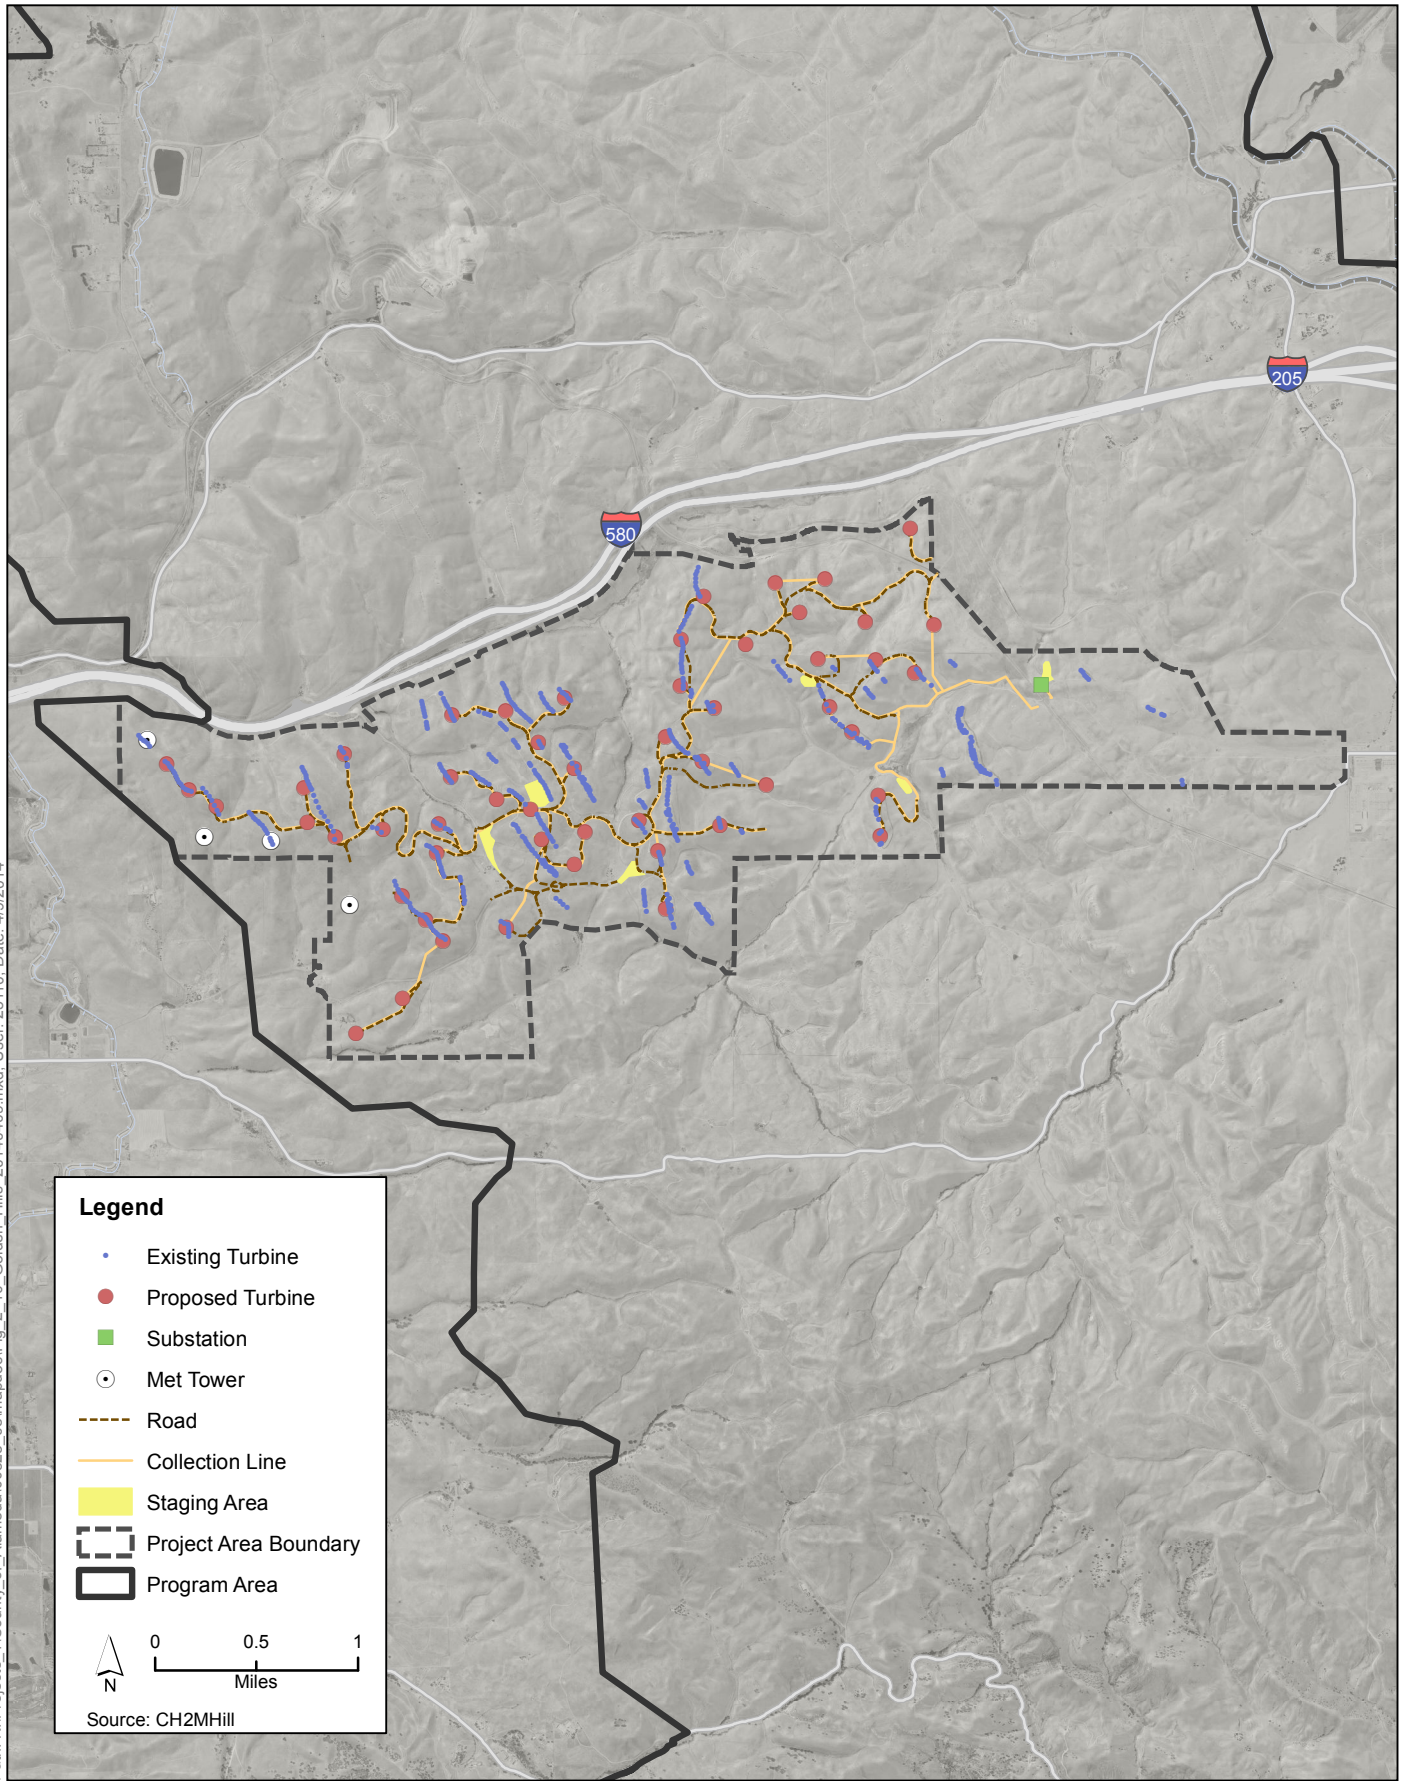 205
580
Legend
Existing Turbine
Proposed Turbine
Substation
Met Tower
Road
Collection Line
Staging Area
Project Area Boundary
Program Area
0 0.5 1
Miles
N
Source: CH2MHill